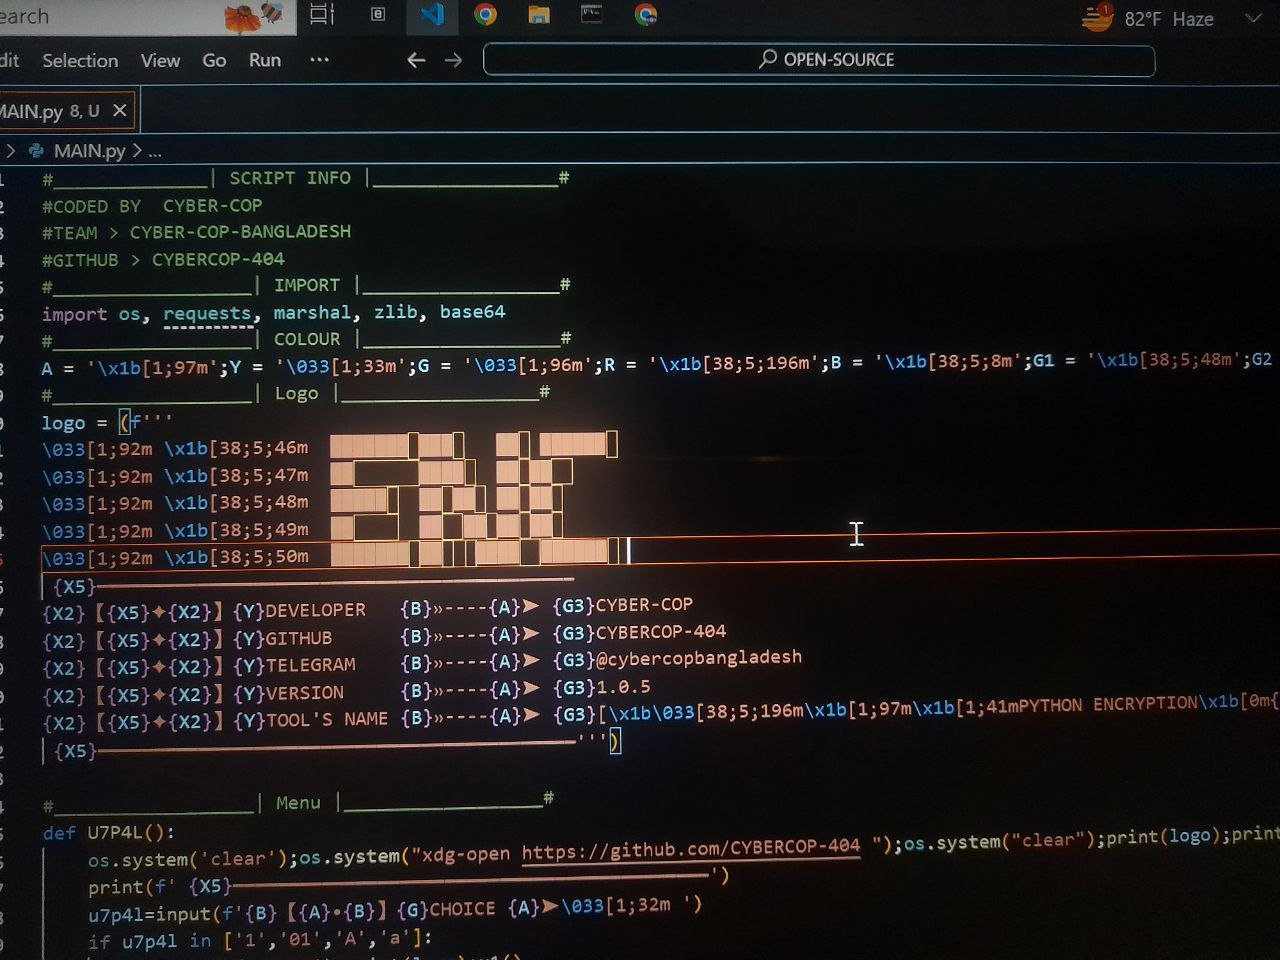 earch
82°F Haze
dit Selection View Go Run ··· ← → OPEN-SOURCE
MAIN.py 8, U ×
> MAIN.py > ...
#______________| SCRIPT INFO |_________________#
#CODED BY  CYBER-COP
#TEAM > CYBER-COP-BANGLADESH
#GITHUB > CYBERCOP-404
#__________________| IMPORT |__________________#
import os, requests, marshal, zlib, base64
#__________________| COLOUR |__________________#
A = '\x1b[1;97m';Y = '\033[1;33m';G = '\033[1;96m';R = '\x1b[38;5;196m';B = '\x1b[38;5;8m';G1 = '\x1b[38;5;48m';G2
#__________________| Logo |__________________#
logo = (f'''
\033[1;92m \x1b[38;5;46m
\033[1;92m \x1b[38;5;47m
\033[1;92m \x1b[38;5;48m
\033[1;92m \x1b[38;5;49m
\033[1;92m \x1b[38;5;50m
{X5}━━━━━━━━━━━━━━━━━━━━━━━━━━━━━━━━━━━━━━━━━━━
{X2}【{X5}✦{X2}】{Y}DEVELOPER   {B}»----{A}➤ {G3}CYBER-COP
{X2}【{X5}✦{X2}】{Y}GITHUB      {B}»----{A}➤ {G3}CYBERCOP-404
{X2}【{X5}✦{X2}】{Y}TELEGRAM    {B}»----{A}➤ {G3}@cybercopbangladesh
{X2}【{X5}✦{X2}】{Y}VERSION     {B}»----{A}➤ {G3}1.0.5
{X2}【{X5}✦{X2}】{Y}TOOL'S NAME {B}»----{A}➤ {G3}[\x1b\033[38;5;196m\x1b[1;97m\x1b[1;41mPYTHON ENCRYPTION\x1b[0m{
{X5}━━━━━━━━━━━━━━━━━━━━━━━━━━━━━━━━━━━━━━━━━━━''')
#__________________| Menu |__________________#
def U7P4L():
os.system('clear');os.system("xdg-open https://github.com/CYBERCOP-404 ");os.system("clear");print(logo);print
print(f' {X5}━━━━━━━━━━━━━━━━━━━━━━━━━━━━━━━━━━━━━━━━━━━')
u7p4l=input(f'{B}【{A}•{B}】{G}CHOICE {A}➤\033[1;32m ')
if u7p4l in ['1','01','A','a']: